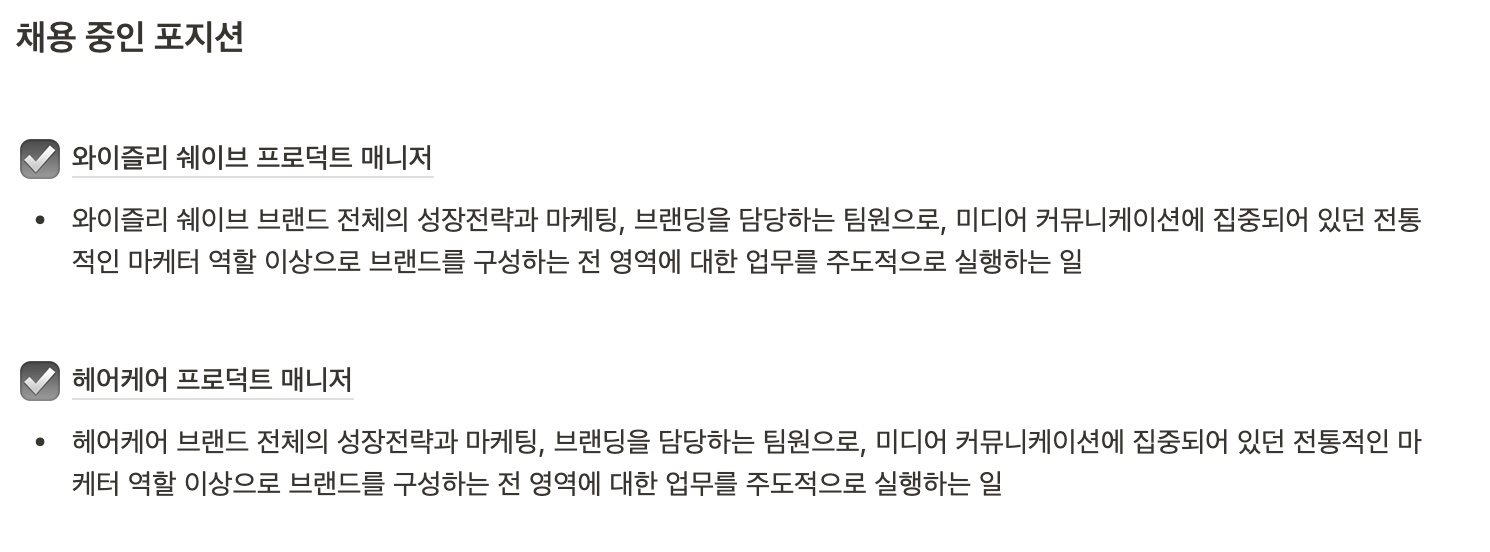 채용 중인 포지션
와이즐리 쉐이브 프로덕트 매니저
• 와이즐리 쉐이브 브랜드 전체의 성장전략과 마케팅, 브랜딩을 담당하는 팀원으로, 미디어 커뮤니케이션에 집중되어 있던 전통
적인 마케터 역할 이상으로 브랜드를 구성하는 전 영역에 대한 업무를 주도적으로 실행하는 일
헤어케어 프로덕트 매니저
• 헤어케어 브랜드 전체의 성장전략과 마케팅, 브랜딩을 담당하는 팀원으로, 미디어 커뮤니케이션에 집중되어 있던 전통적인 마
케터 역할 이상으로 브랜드를 구성하는 전 영역에 대한 업무를 주도적으로 실행하는 일